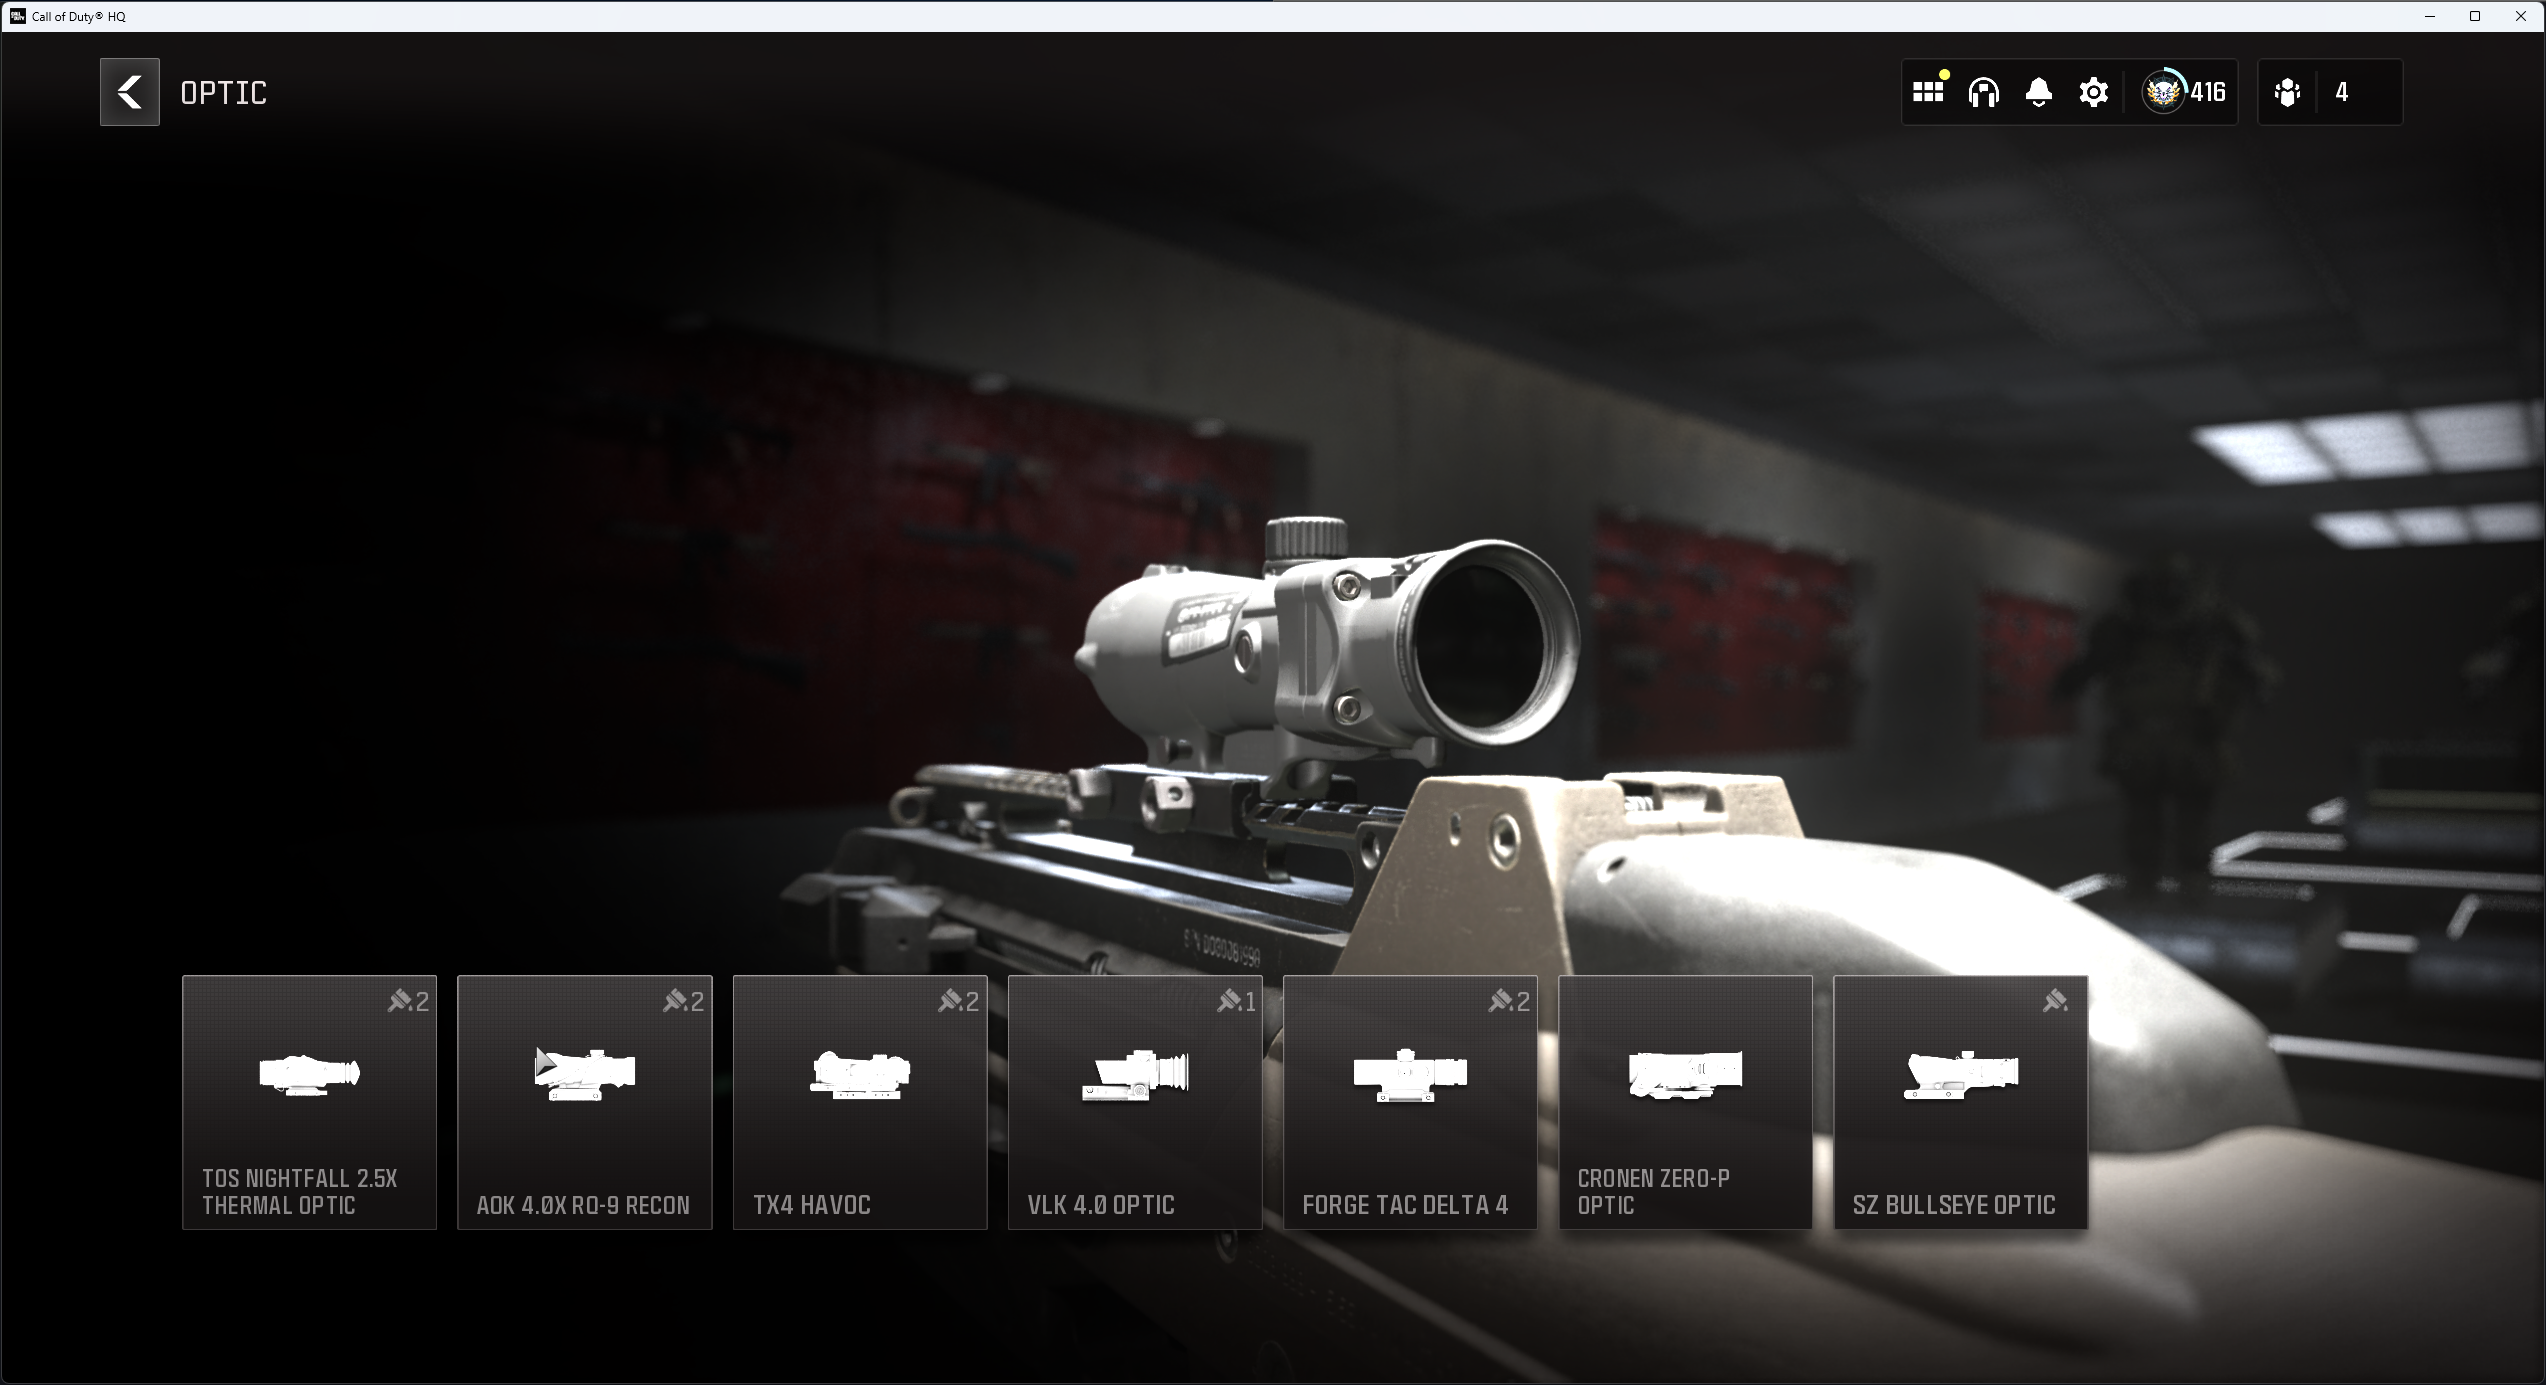 Call of Duty® HQ
OPTIC
416
4
2
2
2
1
2
TOS NIGHTFALL 2.5X
THERMAL OPTIC
AOK 4.0X RQ-9 RECON
TX4 HAVOC
VLK 4.0 OPTIC
FORGE TAC DELTA 4
CRONEN ZERO-P
OPTIC
SZ BULLSEYE OPTIC